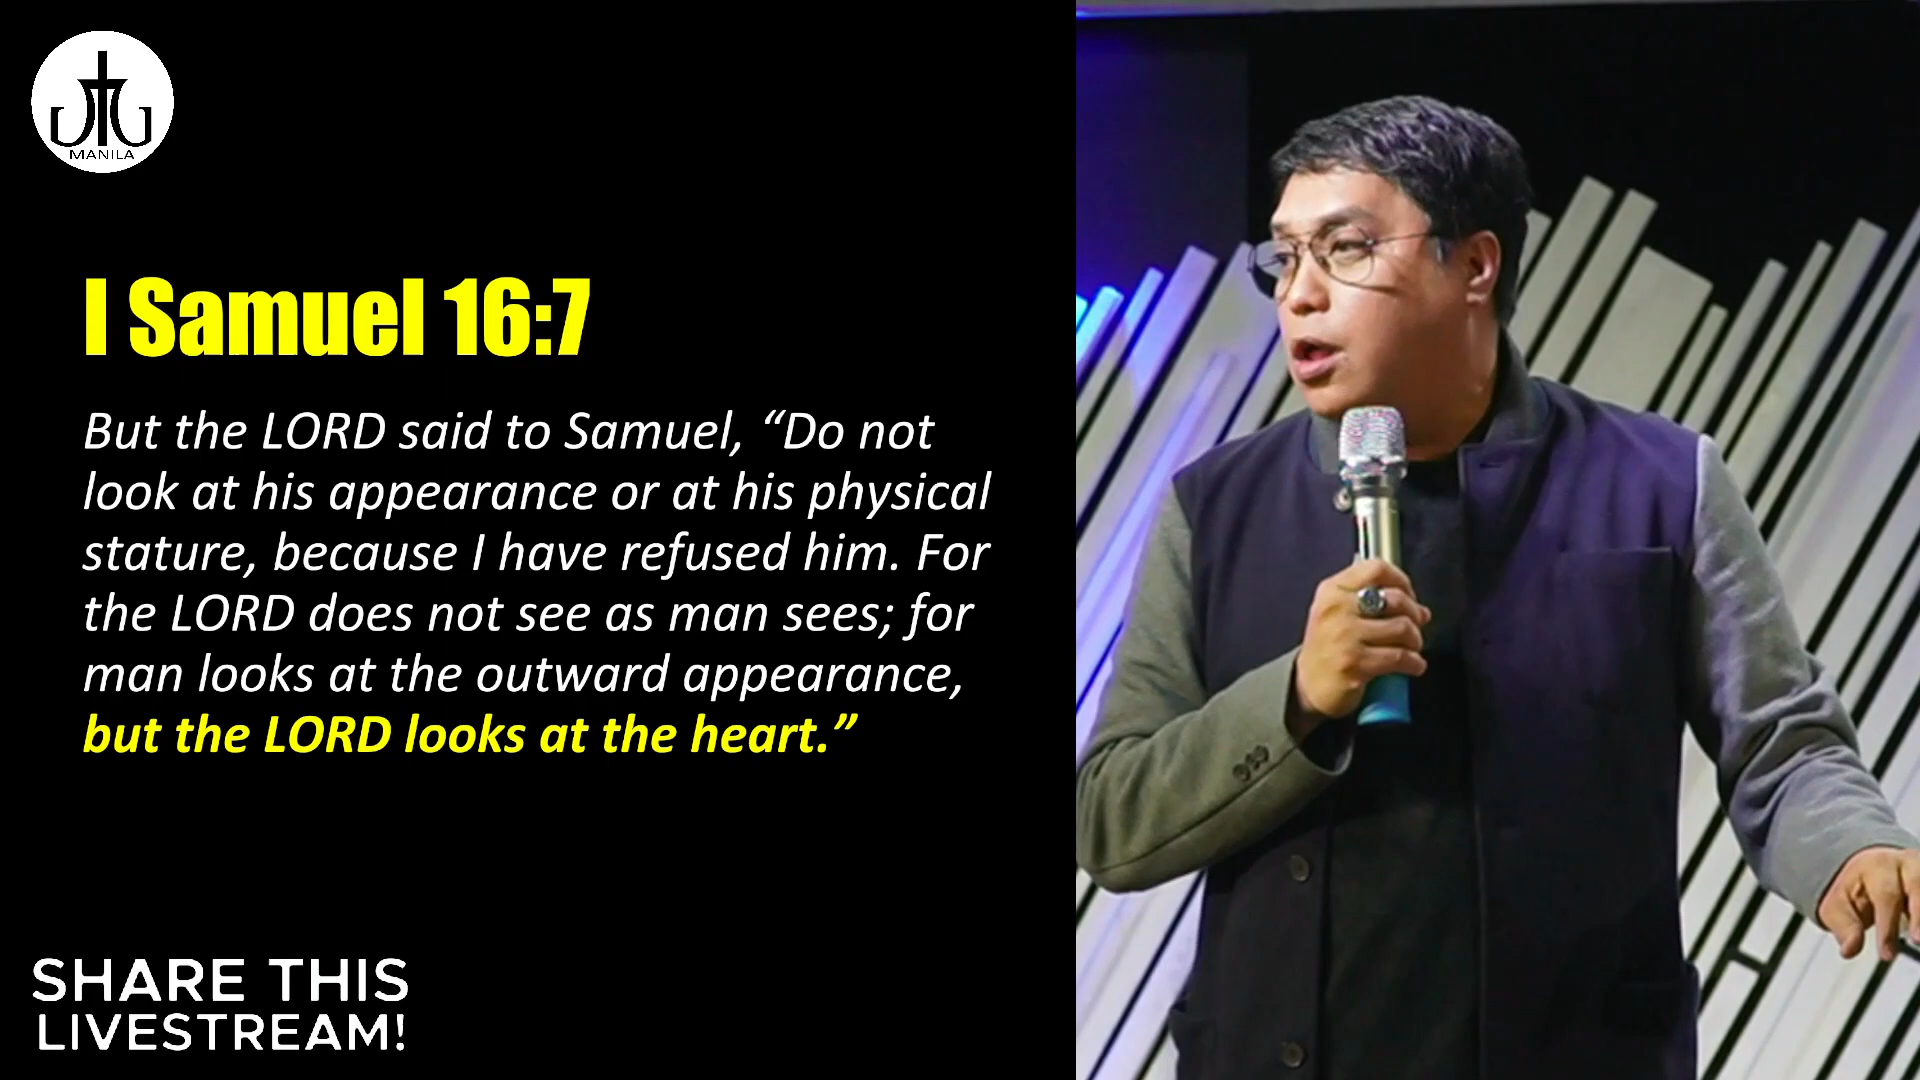 MANILA
I Samuel 16:7
But the LORD said to Samuel, “Do not
look at his appearance or at his physical
stature, because I have refused him. For
the LORD does not see as man sees; for
man looks at the outward appearance,
but the LORD looks at the heart.”
SHARE THIS
LIVESTREAM!